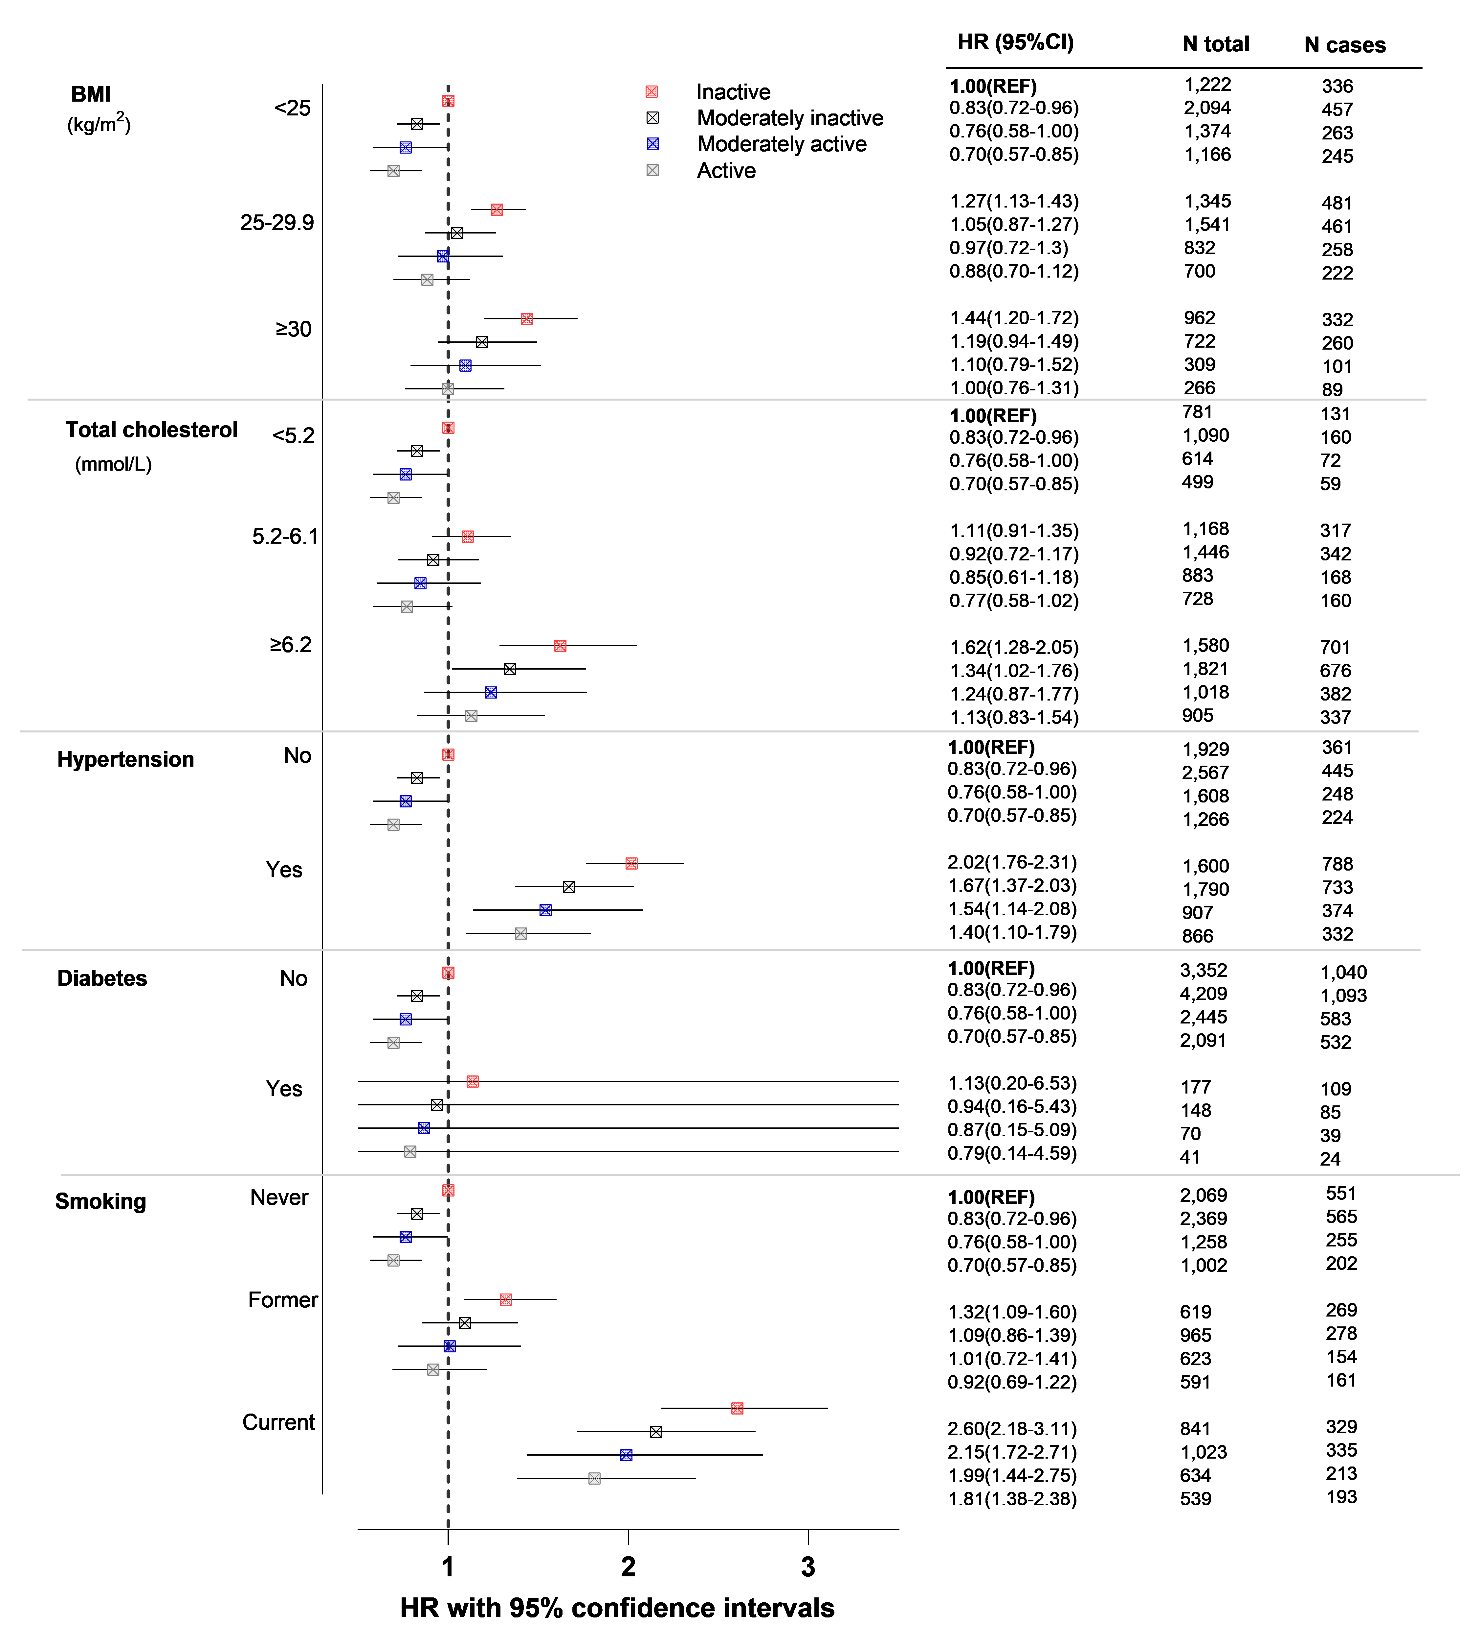 HR (95%CI) N total N cases
BMI
(kg/m²)
<25
Inactive
Moderately inactive
Moderately active
Active
1.00(REF) 1,222 336
0.83(0.72-0.96) 2,094 457
0.76(0.58-1.00) 1,374 263
0.70(0.57-0.85) 1,166 245
25-29.9
1.27(1.13-1.43) 1,345 481
1.05(0.87-1.27) 1,541 461
0.97(0.72-1.3) 832 258
0.88(0.70-1.12) 700 222
≥30
1.44(1.20-1.72) 962 332
1.19(0.94-1.49) 722 260
1.10(0.79-1.52) 309 101
1.00(0.76-1.31) 266 89
Total cholesterol
(mmol/L)
<5.2
1.00(REF) 781 131
0.83(0.72-0.96) 1,090 160
0.76(0.58-1.00) 614 72
0.70(0.57-0.85) 499 59
5.2-6.1
1.11(0.91-1.35) 1,168 317
0.92(0.72-1.17) 1,446 342
0.85(0.61-1.18) 883 168
0.77(0.58-1.02) 728 160
≥6.2
1.62(1.28-2.05) 1,580 701
1.34(1.02-1.76) 1,821 676
1.24(0.87-1.77) 1,018 382
1.13(0.83-1.54) 905 337
Hypertension
No
1.00(REF) 1,929 361
0.83(0.72-0.96) 2,567 445
0.76(0.58-1.00) 1,608 248
0.70(0.57-0.85) 1,266 224
Yes
2.02(1.76-2.31) 1,600 788
1.67(1.37-2.03) 1,790 733
1.54(1.14-2.08) 907 374
1.40(1.10-1.79) 866 332
Diabetes
No
1.00(REF) 3,352 1,040
0.83(0.72-0.96) 4,209 1,093
0.76(0.58-1.00) 2,445 583
0.70(0.57-0.85) 2,091 532
Yes
1.13(0.20-6.53) 177 109
0.94(0.16-5.43) 148 85
0.87(0.15-5.09) 70 39
0.79(0.14-4.59) 41 24
Smoking
Never
1.00(REF) 2,069 551
0.83(0.72-0.96) 2,369 565
0.76(0.58-1.00) 1,258 255
0.70(0.57-0.85) 1,002 202
Former
1.32(1.09-1.60) 619 269
1.09(0.86-1.39) 965 278
1.01(0.72-1.41) 623 154
0.92(0.69-1.22) 591 161
Current
2.60(2.18-3.11) 841 329
2.15(1.72-2.71) 1,023 335
1.99(1.44-2.75) 634 213
1.81(1.38-2.38) 539 193
1 2 3
HR with 95% confidence intervals